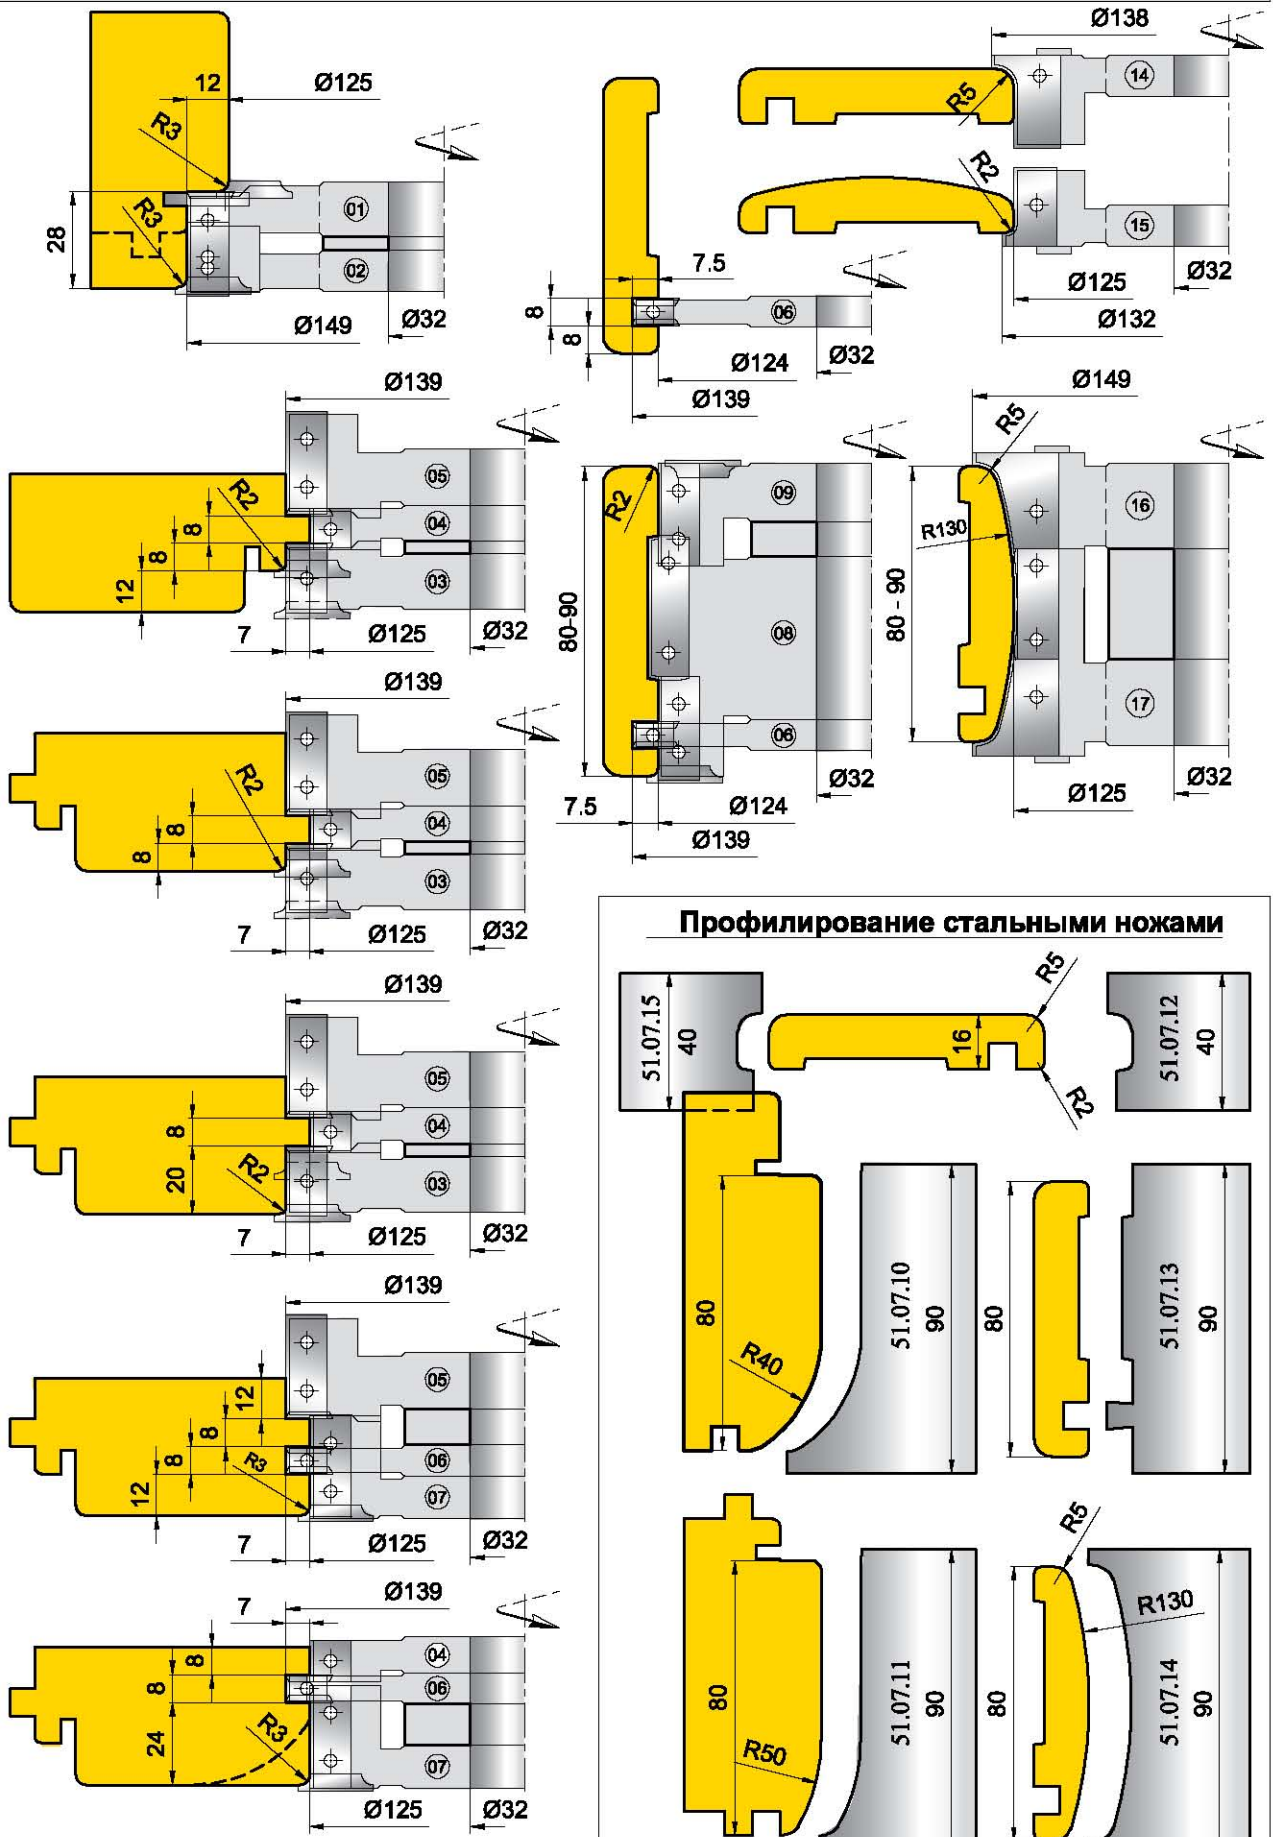 12
Ø125
R3
R3
28
01
02
Ø149
Ø32
Ø139
05
04
03
R2
8
8
12
7
Ø125
Ø32
Ø139
05
04
03
R2
8
8
7
Ø125
Ø32
Ø139
05
04
03
8
20
R2
7
Ø125
Ø32
Ø139
05
06
07
12
8
8
12
R3
7
Ø125
Ø32
Ø139
7
04
06
07
8
8
24
R3
Ø125
Ø32
7.5
8
8
06
Ø32
Ø124
Ø139
R2
09
08
06
80-90
Ø32
7.5
Ø124
Ø139
Ø138
14
R5
R2
15
Ø32
Ø125
Ø132
Ø149
R5
R130
16
17
80 - 90
Ø32
Ø125
Профилирование стальными ножами
51.07.15
40
16
R5
R2
51.07.12
40
80
R40
51.07.10
90
80
51.07.13
90
80
R50
51.07.11
90
80
R5
R130
51.07.14
90